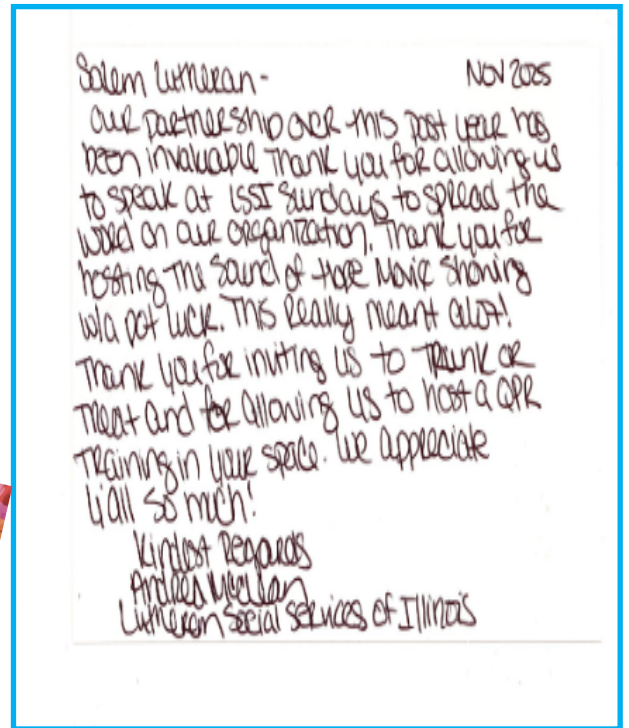 Salem Lutheran - NOV 2025
Our partnership over this past year has
been invaluable Thank you for allowing us
to speak at LSSI Sundays to spread the
word on our organization. Thank you for
hosting the Sound of Hope Movie Showing
w/a pot luck. This really meant alot!
Thank you for inviting us to Trunk or
Treat and for allowing us to host a QPR
Training in your space. We appreciate
y'all so much!
Kindest Regards
Andrea
Lutheran Social Services of Illinois